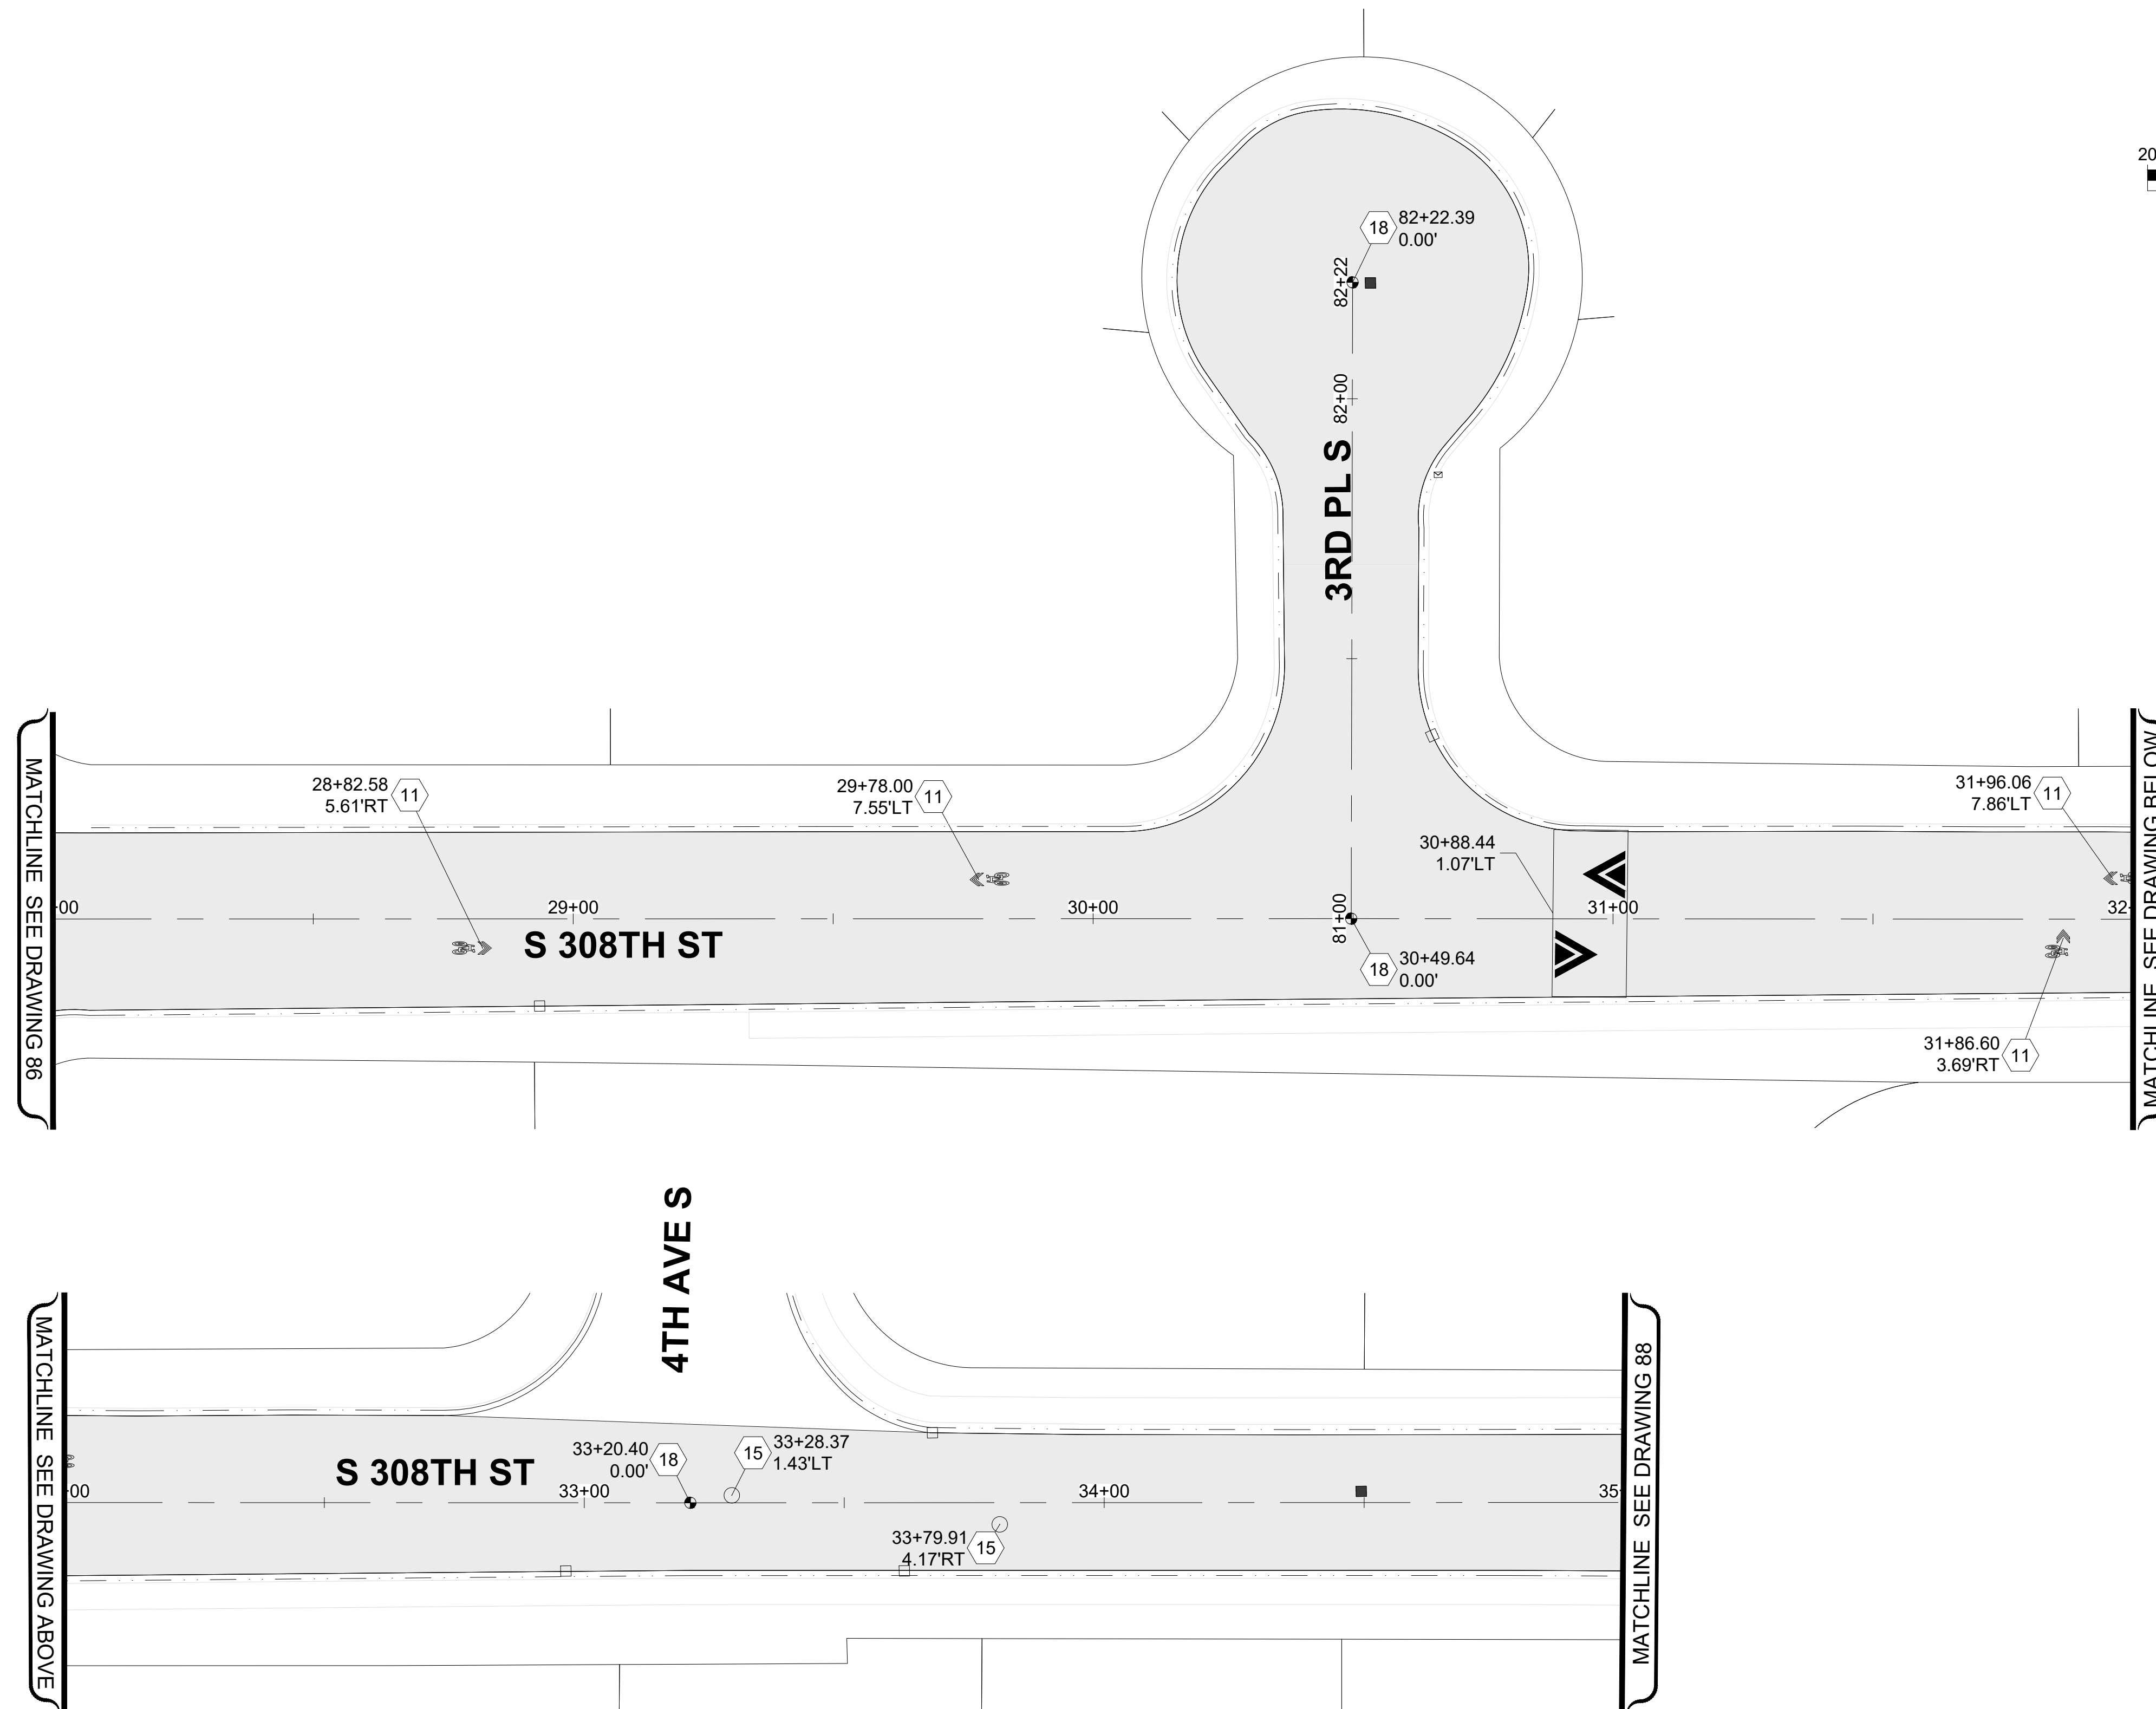 20
18
82+22.39
0.00'
82+22
82+00
3RD PL S
MATCHLINE SEE DRAWING 86
28+82.58
5.61'RT
11
29+78.00
7.55'LT
11
31+96.06
7.86'LT
11
30+88.44
1.07'LT
+00
29+00
30+00
81+00
31+00
32+
S 308TH ST
18
30+49.64
0.00'
31+86.60
3.69'RT
11
MATCHLINE SEE DRAWING BELOW
4TH AVE S
MATCHLINE SEE DRAWING ABOVE
S 308TH ST
33+20.40
0.00'
18
15
33+28.37
1.43'LT
+00
33+00
34+00
35+
33+79.91
4.17'RT
15
MATCHLINE SEE DRAWING 88